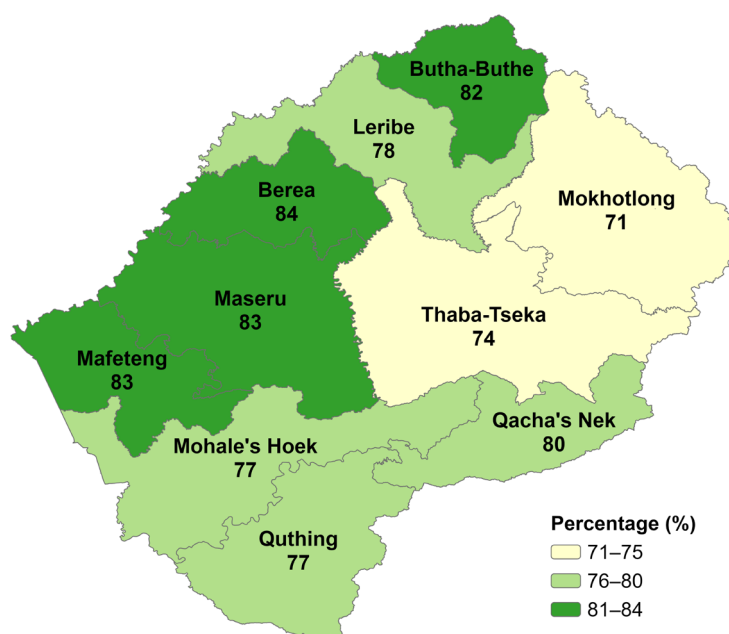 Butha-Buthe
82
Leribe
78
Berea
84
Mokhotlong
71
Maseru
83
Thaba-Tseka
74
Mafeteng
83
Qacha's Nek
80
Mohale's Hoek
77
Quthing
77
Percentage (%)
71–75
76–80
81–84